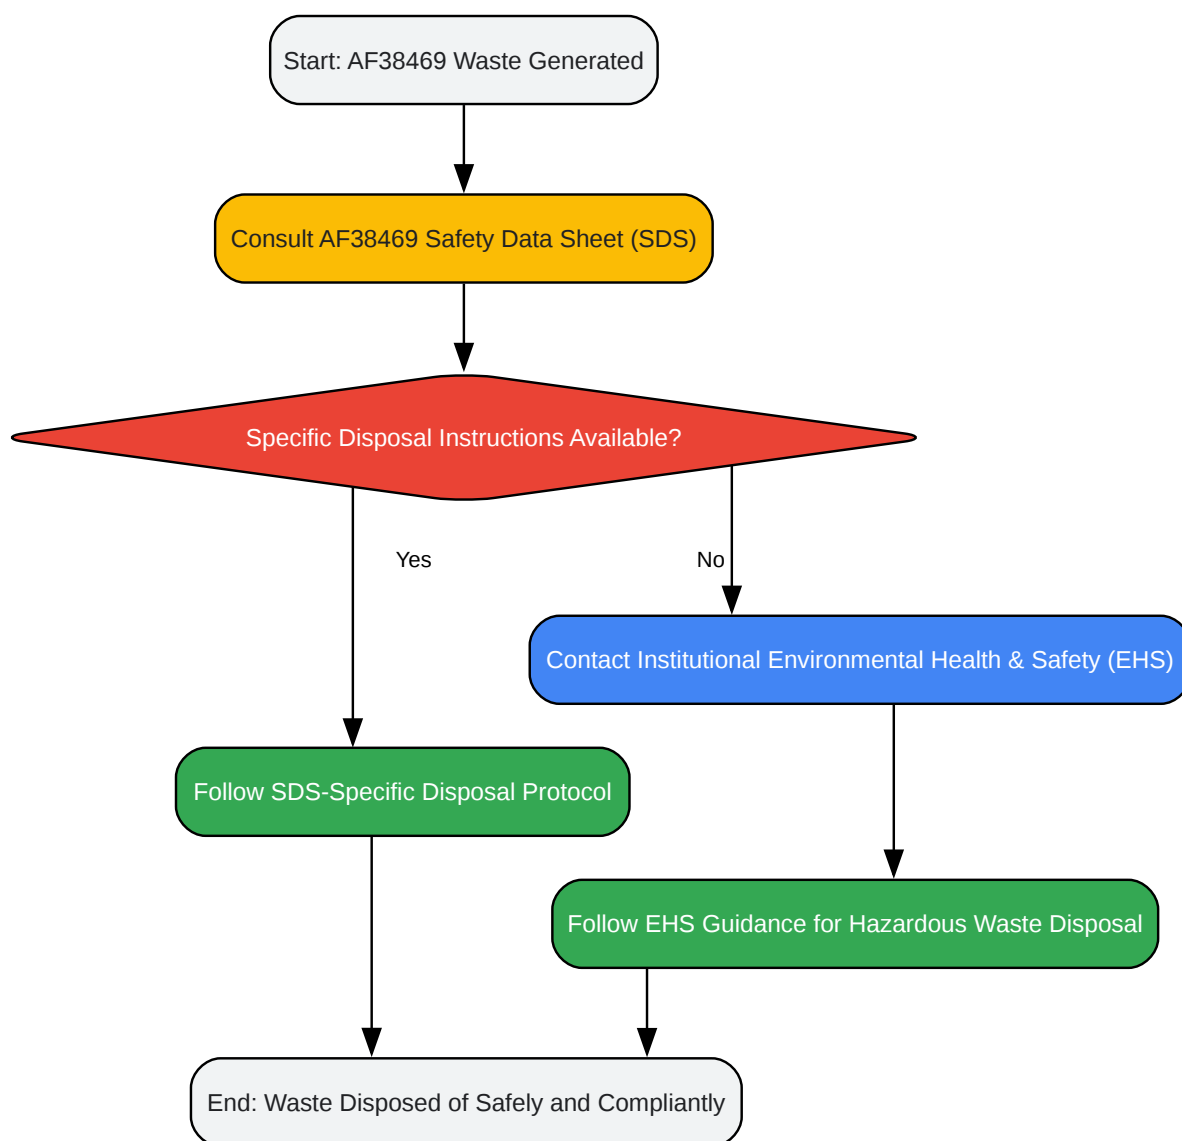 Start: AF38469 Waste Generated
Consult AF38469 Safety Data Sheet (SDS)
Specific Disposal Instructions Available?
Yes
No
Contact Institutional Environmental Health & Safety (EHS)
Follow SDS-Specific Disposal Protocol
Follow EHS Guidance for Hazardous Waste Disposal
End: Waste Disposed of Safely and Compliantly